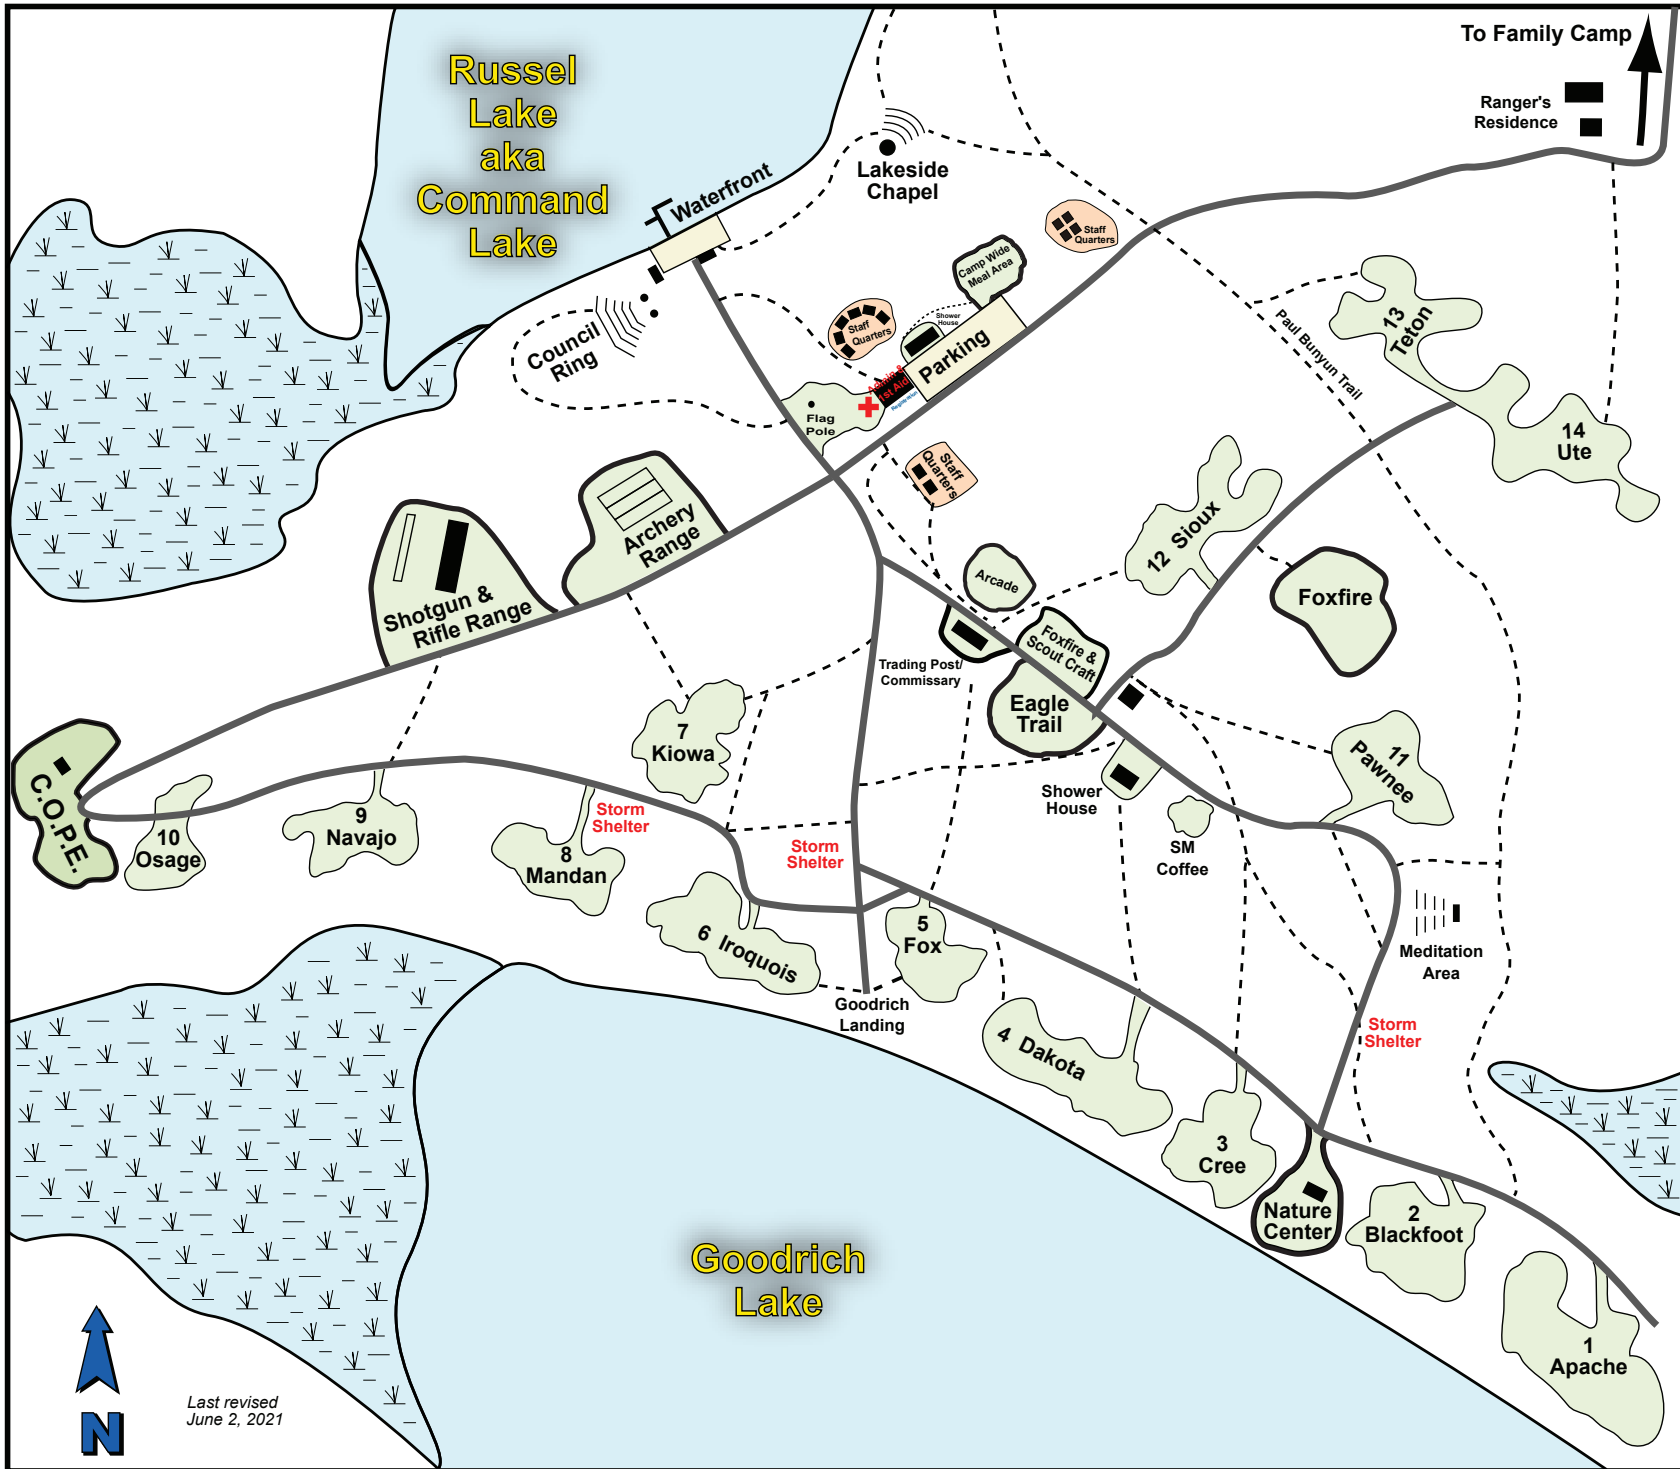 Russel
Lake
aka
Command
Lake
To Family Camp
Ranger's
Residence
Lakeside
Chapel
Waterfront
Staff
Quarters
Camp Wide
Meal Area
Shower
House
Staff
Quarters
Parking
Admin &
1st Aid
Council
Ring
Flag
Pole
Paul Bunyun Trail
13
Teton
14
Ute
Staff
Quarters
Archery
Range
Shotgun &
Rifle Range
12 Sioux
Arcade
Foxfire
Foxfire &
Scout Craft
Trading Post/
Commissary
Eagle
Trail
7
Kiowa
11
Pawnee
C.O.P.E.
Shower
House
Storm
Shelter
9
Navajo
10
Osage
Storm
Shelter
SM
Coffee
8
Mandan
6 Iroquois
5
Fox
Meditation
Area
Goodrich
Landing
Storm
Shelter
4 Dakota
3
Cree
Nature
Center
2
Blackfoot
Goodrich
Lake
1
Apache
N
Last revised
June 2, 2021